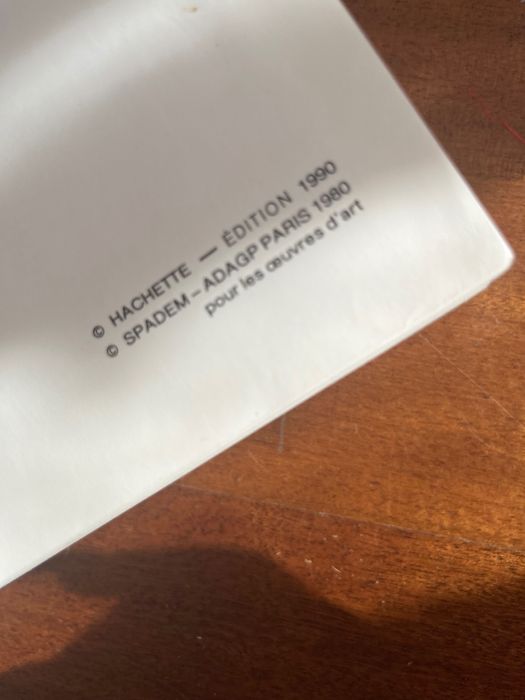 © HACHETTE — ÉDITION 1990
© SPADEM – ADAGP PARIS 1980
pour les œuvres d'art